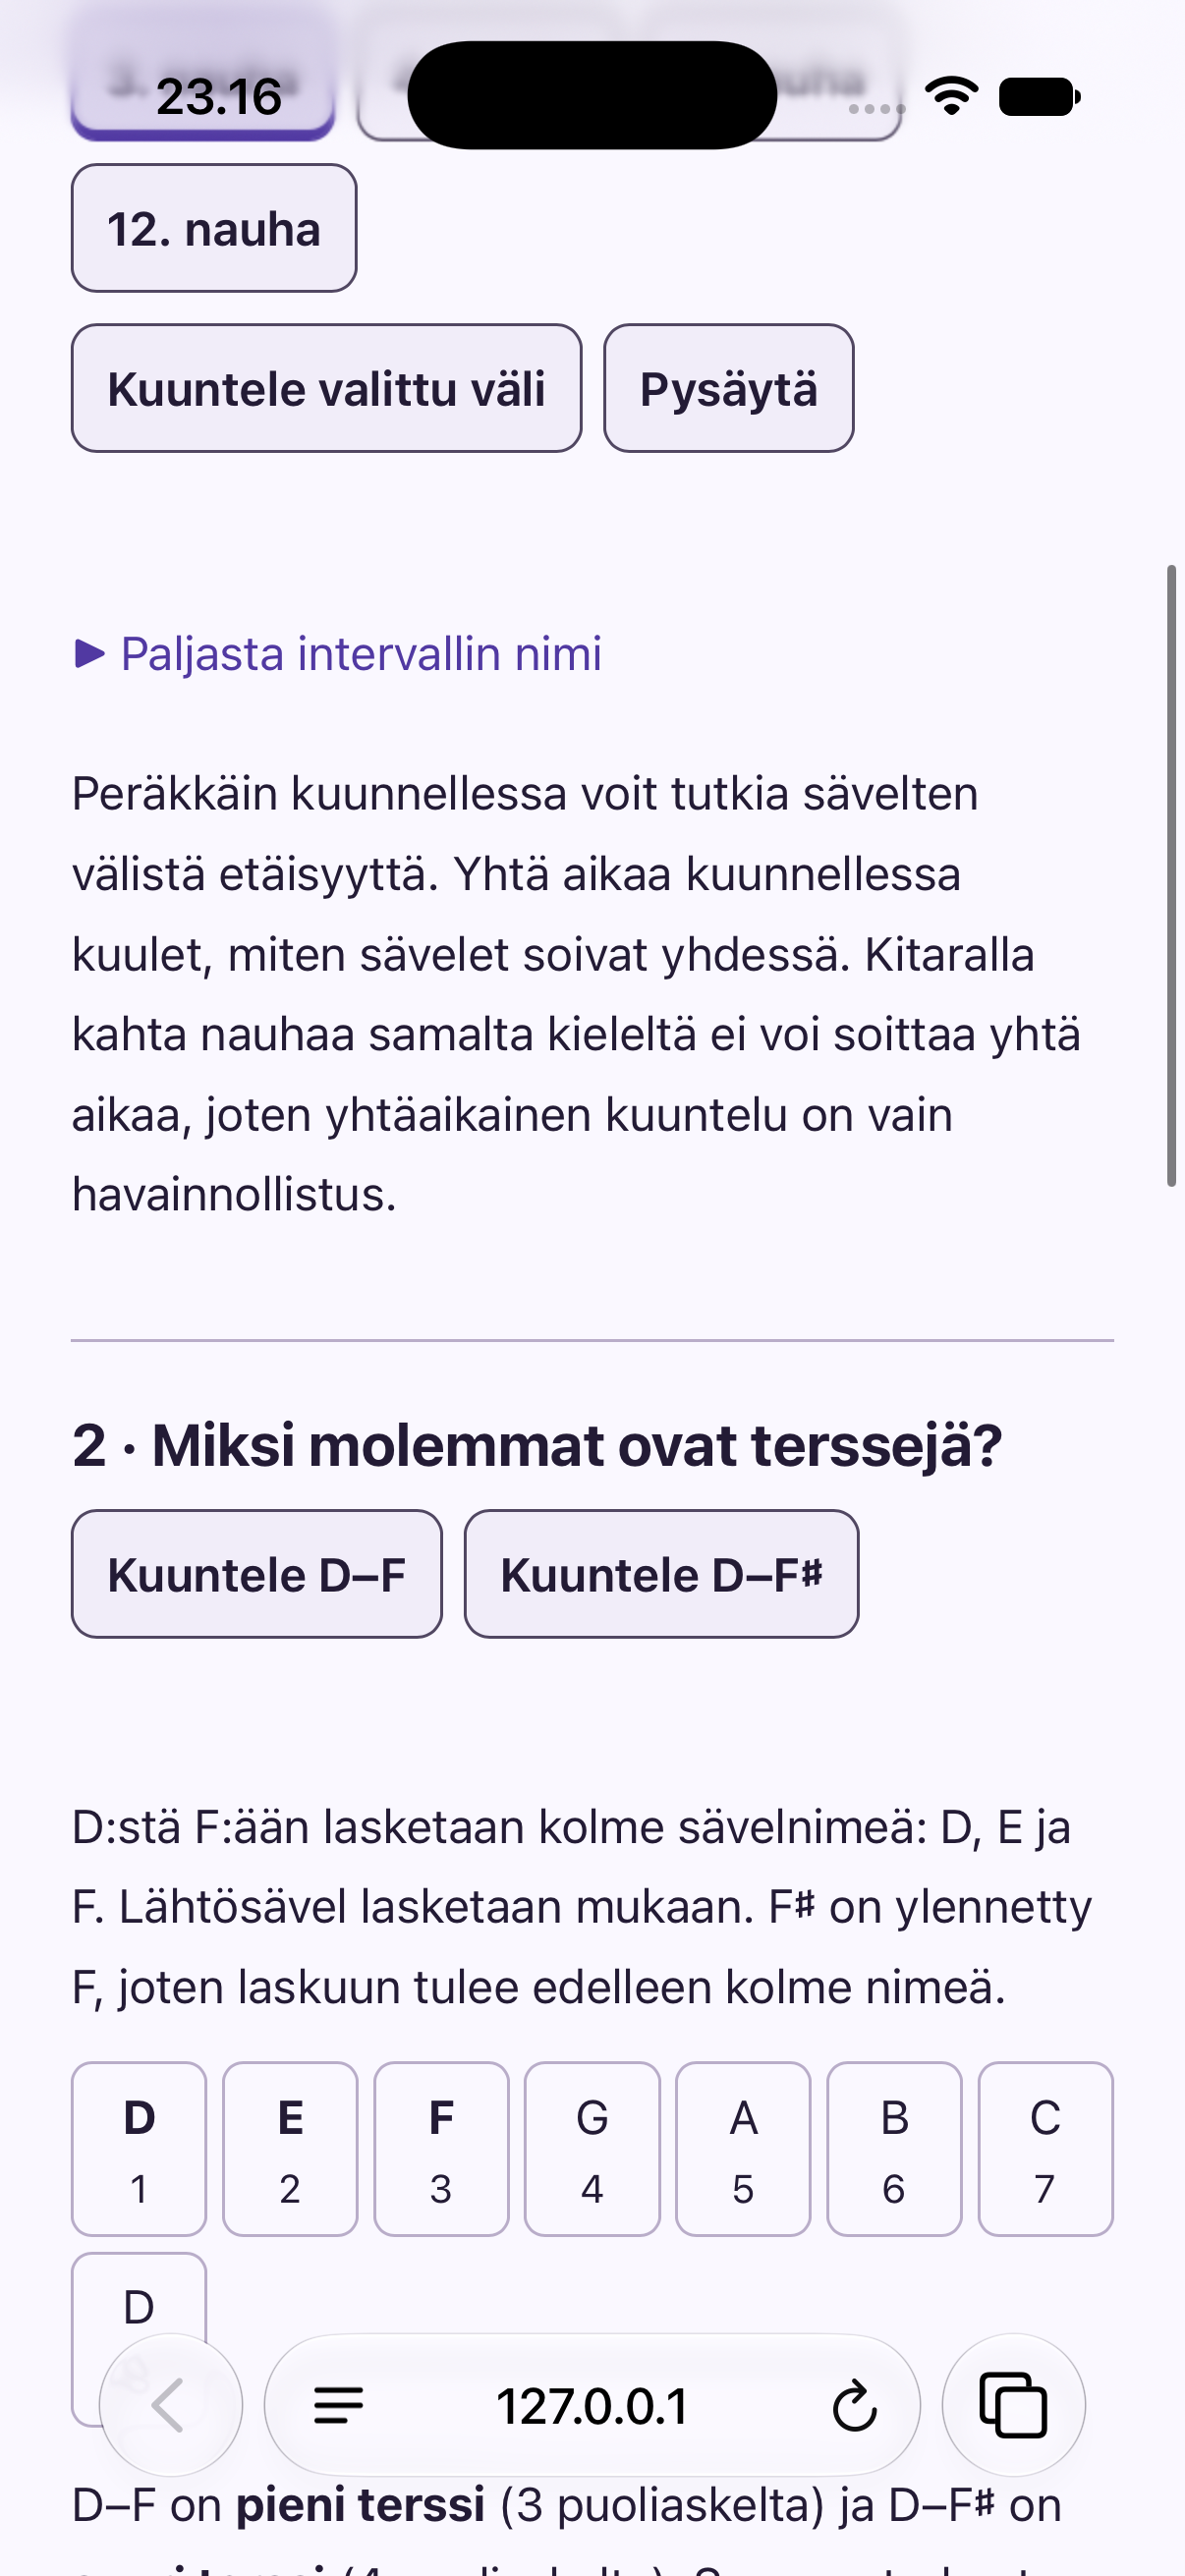 23.16
12. nauha
Kuuntele valittu väli
Pysäytä
▶ Paljasta intervallin nimi
Peräkkäin kuunnellessa voit tutkia sävelten
välistä etäisyyttä. Yhtä aikaa kuunnellessa
kuulet, miten sävelet soivat yhdessä. Kitaralla
kahta nauhaa samalta kieleltä ei voi soittaa yhtä
aikaa, joten yhtäaikainen kuuntelu on vain
havainnollistus.
2 · Miksi molemmat ovat terssejä?
Kuuntele D–F
Kuuntele D–F♯
D:stä F:ään lasketaan kolme sävelnimeä: D, E ja
F. Lähtösävel lasketaan mukaan. F♯ on ylennetty
F, joten laskuun tulee edelleen kolme nimeä.
D E F G A B C
1 2 3 4 5 6 7
D
127.0.0.1
D–F on pieni terssi (3 puoliaskelta) ja D–F♯ on